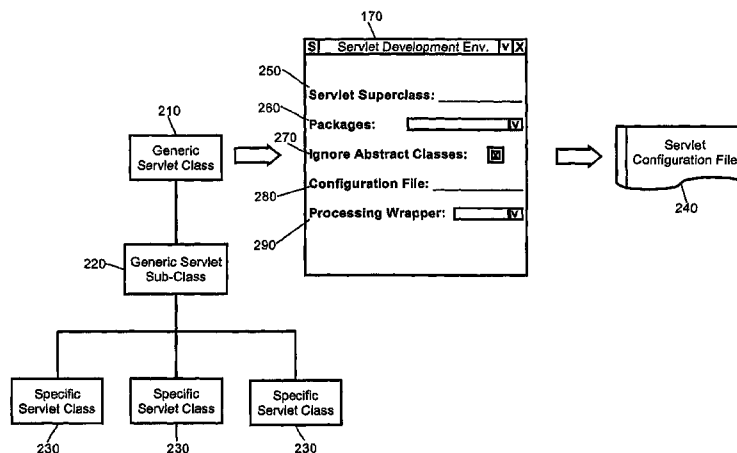 170
S Servlet Development Env. v X
250
Servlet Superclass:
260
Packages: v
270
Ignore Abstract Classes: x
280
Configuration File:
Processing Wrapper: v
290
210
Generic
Servlet Class
220
Generic Servlet
Sub-Class
Specific
Servlet Class
230
Specific
Servlet Class
230
Specific
Servlet Class
230
Servlet
Configuration File
240